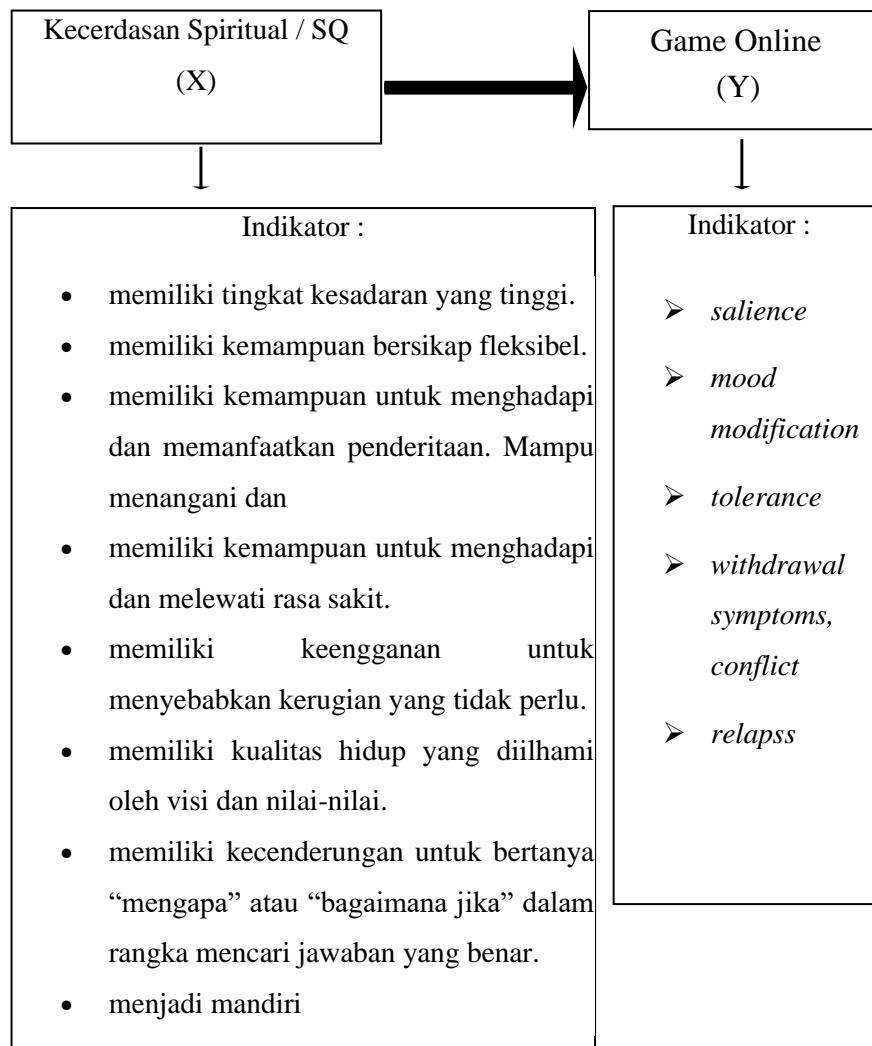 Kecerdasan Spiritual / SQ
(X)
Game Online
(Y)
Indikator :
• memiliki tingkat kesadaran yang tinggi.
• memiliki kemampuan bersikap fleksibel.
• memiliki kemampuan untuk menghadapi
dan memanfaatkan penderitaan. Mampu
menangani dan
• memiliki kemampuan untuk menghadapi
dan melewati rasa sakit.
• memiliki keengganan untuk
menyebabkan kerugian yang tidak perlu.
• memiliki kualitas hidup yang diilhami
oleh visi dan nilai-nilai.
• memiliki kecenderungan untuk bertanya
“mengapa” atau “bagaimana jika” dalam
rangka mencari jawaban yang benar.
• menjadi mandiri
Indikator :
➢ salience
➢ mood
modification
➢ tolerance
➢ withdrawal
symptoms,
conflict
➢ relapss